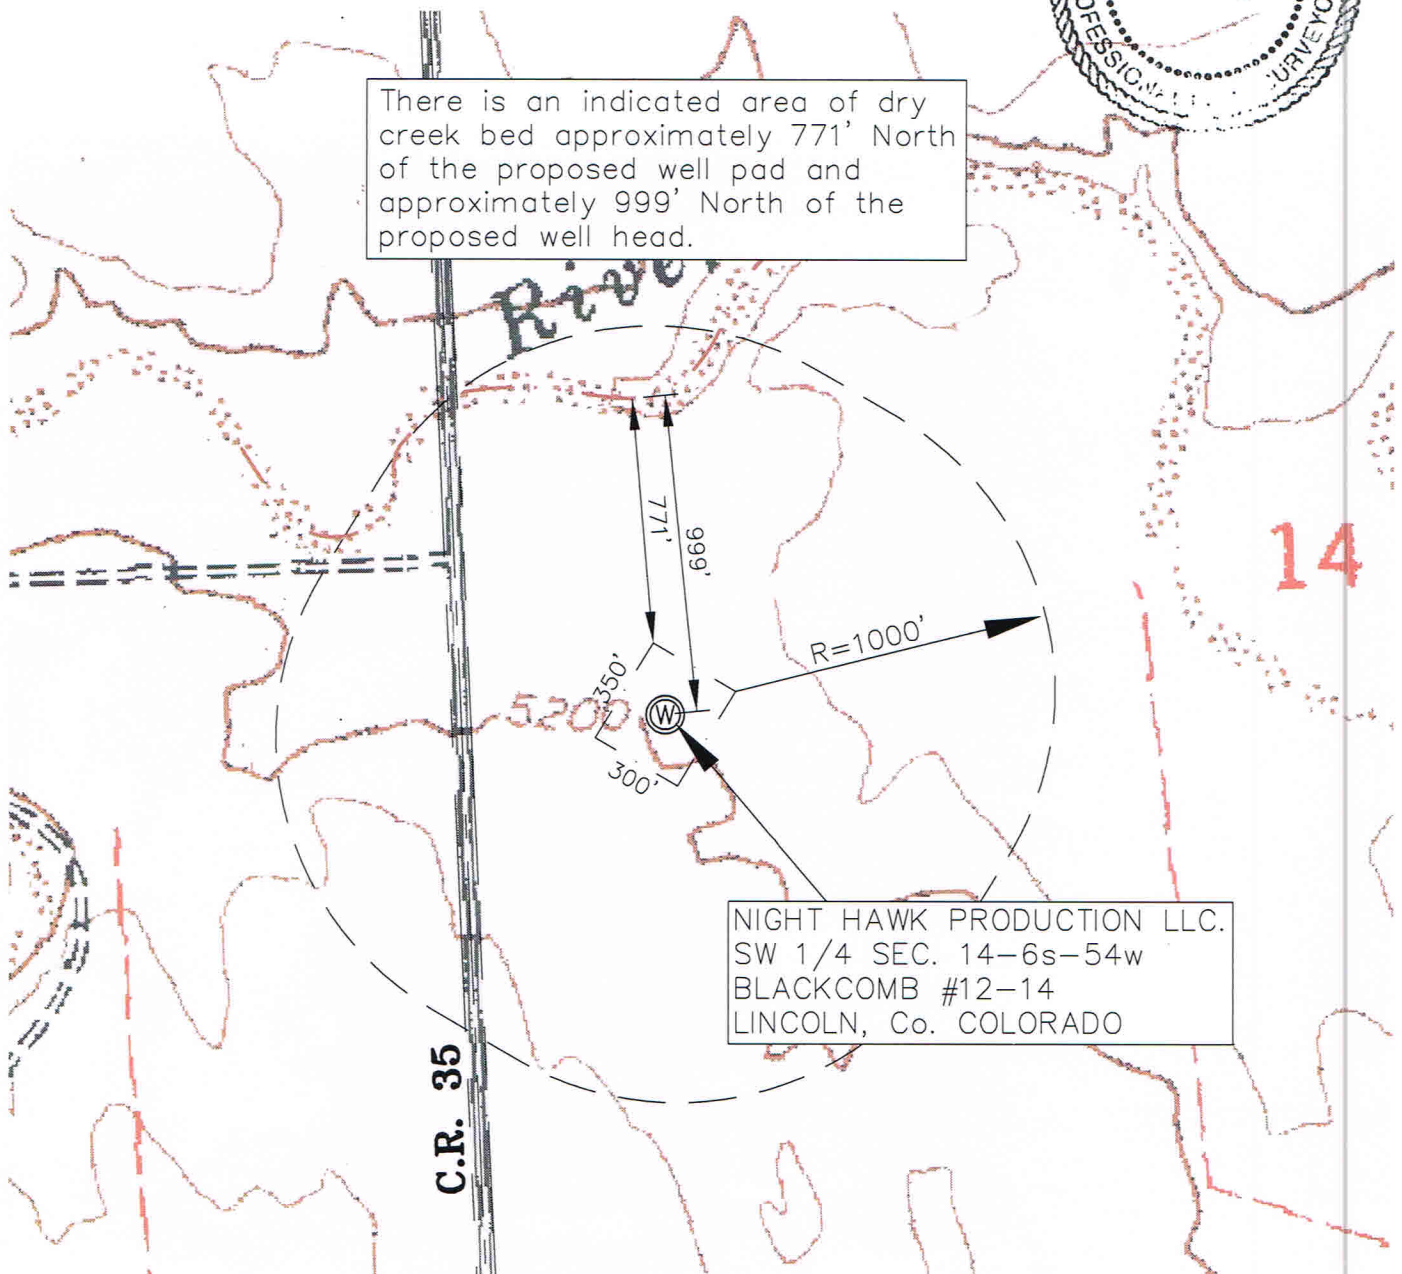 There is an indicated area of dry
creek bed approximately 771' North
of the proposed well pad and
approximately 999' North of the
proposed well head.
14
771'
999'
R=1000'
350'
5200
W
300'
NIGHT HAWK PRODUCTION LLC.
SW 1/4 SEC. 14-6s-54w
BLACKCOMB #12-14
LINCOLN, Co. COLORADO
C.R. 35